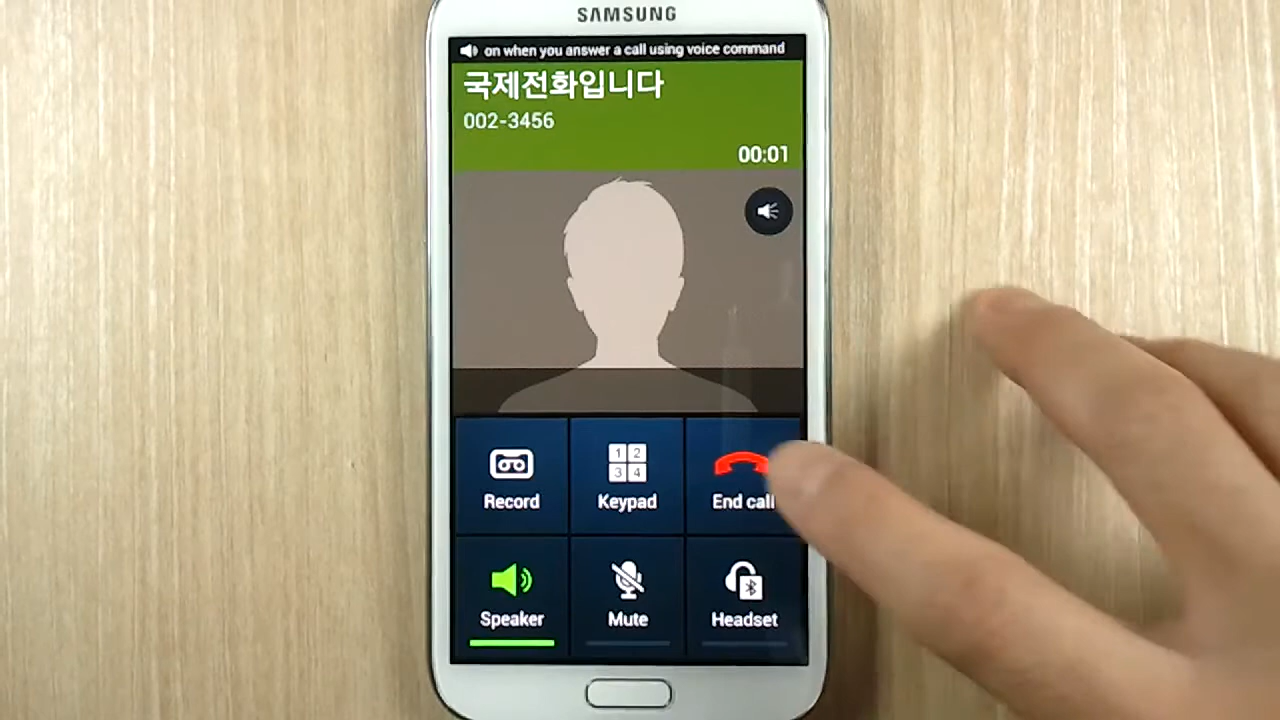 SAMSUNG
on when you answer a call using voice command
국제전화입니다
002-3456
00:01
Record
1 2
3 4
Keypad
End call
Speaker
Mute
Headset